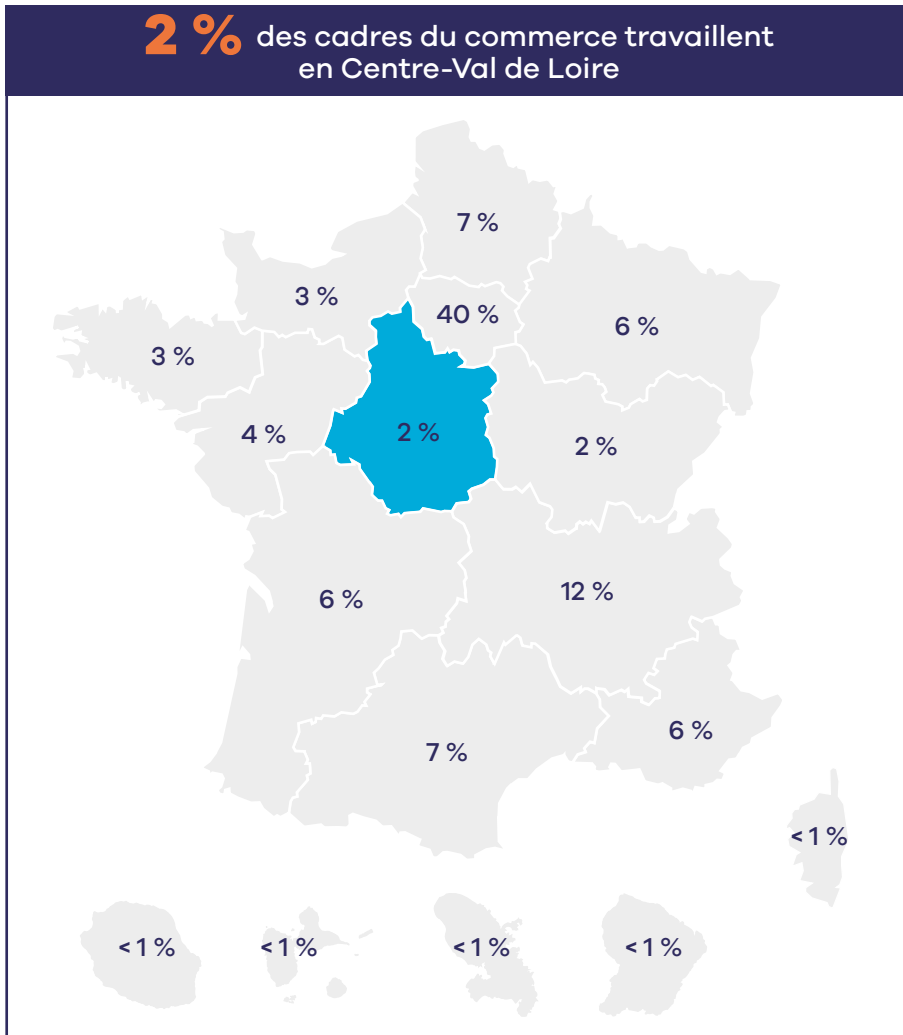 2 % des cadres du commerce travaillent
en Centre-Val de Loire
7 %
3 %
40 %
6 %
3 %
4 %
2 %
2 %
6 %
12 %
6 %
7 %
< 1 %
< 1 %
< 1 %
< 1 %
< 1 %